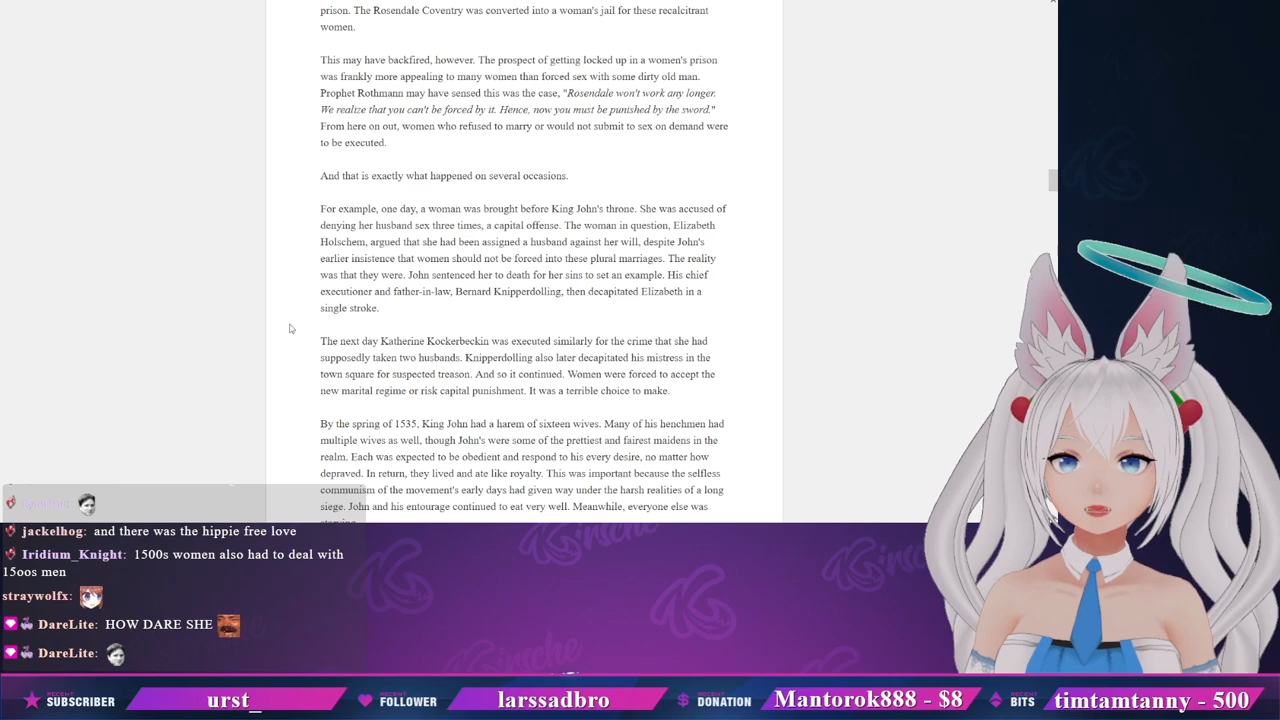 prison. The Rosendale Coventry was converted into a woman's jail for these recalcitrant
women.
This may have backfired, however. The prospect of getting locked up in a women's prison
was frankly more appealing to many women than forced sex with some dirty old man.
Prophet Rothmann may have sensed this was the case, "Rosendale won't work any longer.
We realize that you can't be forced by it. Hence, now you must be punished by the sword."
From here on out, women who refused to marry or would not submit to sex on demand were
to be executed.
And that is exactly what happened on several occasions.
For example, one day, a woman was brought before King John's throne. She was accused of
denying her husband sex three times, a capital offense. The woman in question, Elizabeth
Holschem, argued that she had been assigned a husband against her will, despite John's
earlier insistence that women should not be forced into these plural marriages. The reality
was that they were. John sentenced her to death for her sins to set an example. His chief
executioner and father-in-law, Bernard Knipperdolling, then decapitated Elizabeth in a
single stroke.
The next day Katherine Kockerbeckin was executed similarly for the crime that she had
supposedly taken two husbands. Knipperdolling also later decapitated his mistress in the
town square for suspected treason. And so it continued. Women were forced to accept the
new marital regime or risk capital punishment. It was a terrible choice to make.
By the spring of 1535, King John had a harem of sixteen wives. Many of his henchmen had
multiple wives as well, though John's were some of the prettiest and fairest maidens in the
realm. Each was expected to be obedient and respond to his every desire, no matter how
depraved. In return, they lived and ate like royalty. This was important because the selfless
communism of the movement's early days had given way under the harsh realities of a long
siege. John and his entourage continued to eat very well. Meanwhile, everyone else was
jackelhog: and there was the hippie free love
Iridium_Knight: 1500s women also had to deal with
15oos men
straywolfx:
DareLite: HOW DARE SHE
DareLite:
Kirsche
RECENT SUBSCRIBER urst_
RECENT FOLLOWER larssadbro
RECENT DONATION Mantorok888 - $8
RECENT BITS timtamtanny - 500